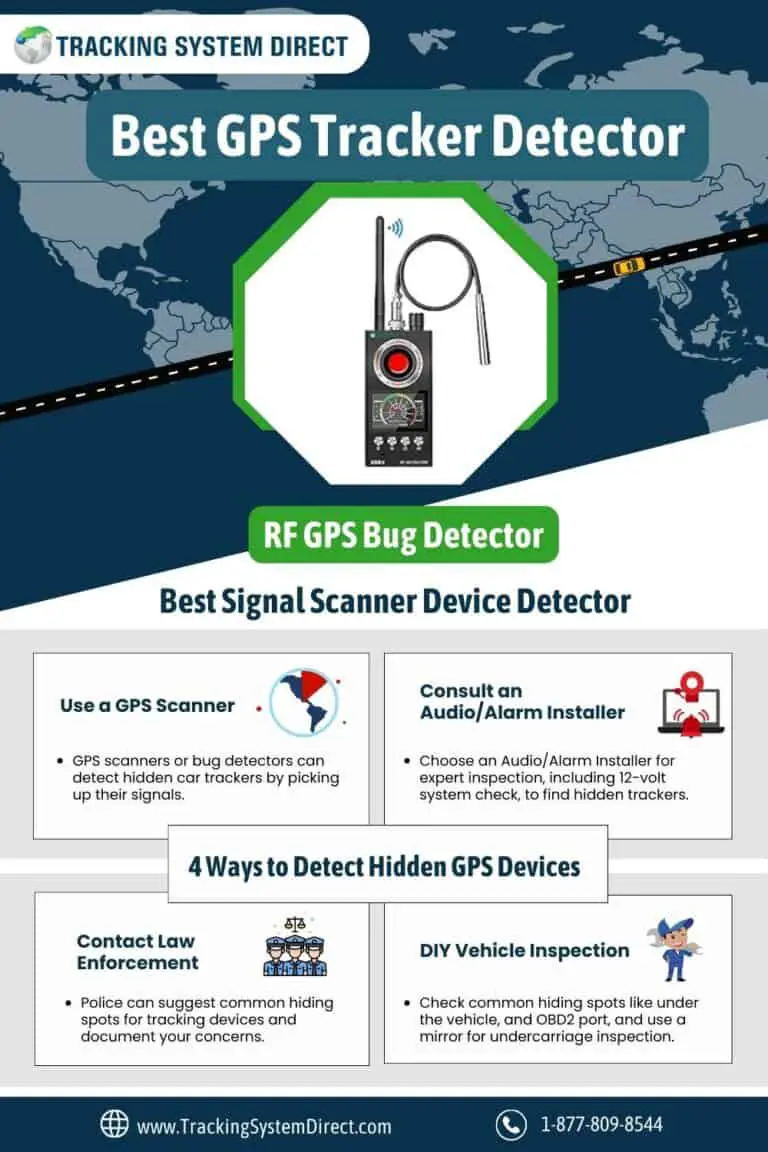 TRACKING SYSTEM DIRECT
Best GPS Tracker Detector
RF GPS Bug Detector
Best Signal Scanner Device Detector
Use a GPS Scanner
• GPS scanners or bug detectors can
detect hidden car trackers by picking
up their signals.
Consult an
Audio/Alarm Installer
• Choose an Audio/Alarm Installer for
expert inspection, including 12-volt
system check, to find hidden trackers.
4 Ways to Detect Hidden GPS Devices
Contact Law
Enforcement
• Police can suggest common hiding
spots for tracking devices and
document your concerns.
DIY Vehicle Inspection
• Check common hiding spots like under
the vehicle, and OBD2 port, and use a
mirror for undercarriage inspection.
www.TrackingSystemDirect.com
1-877-809-8544